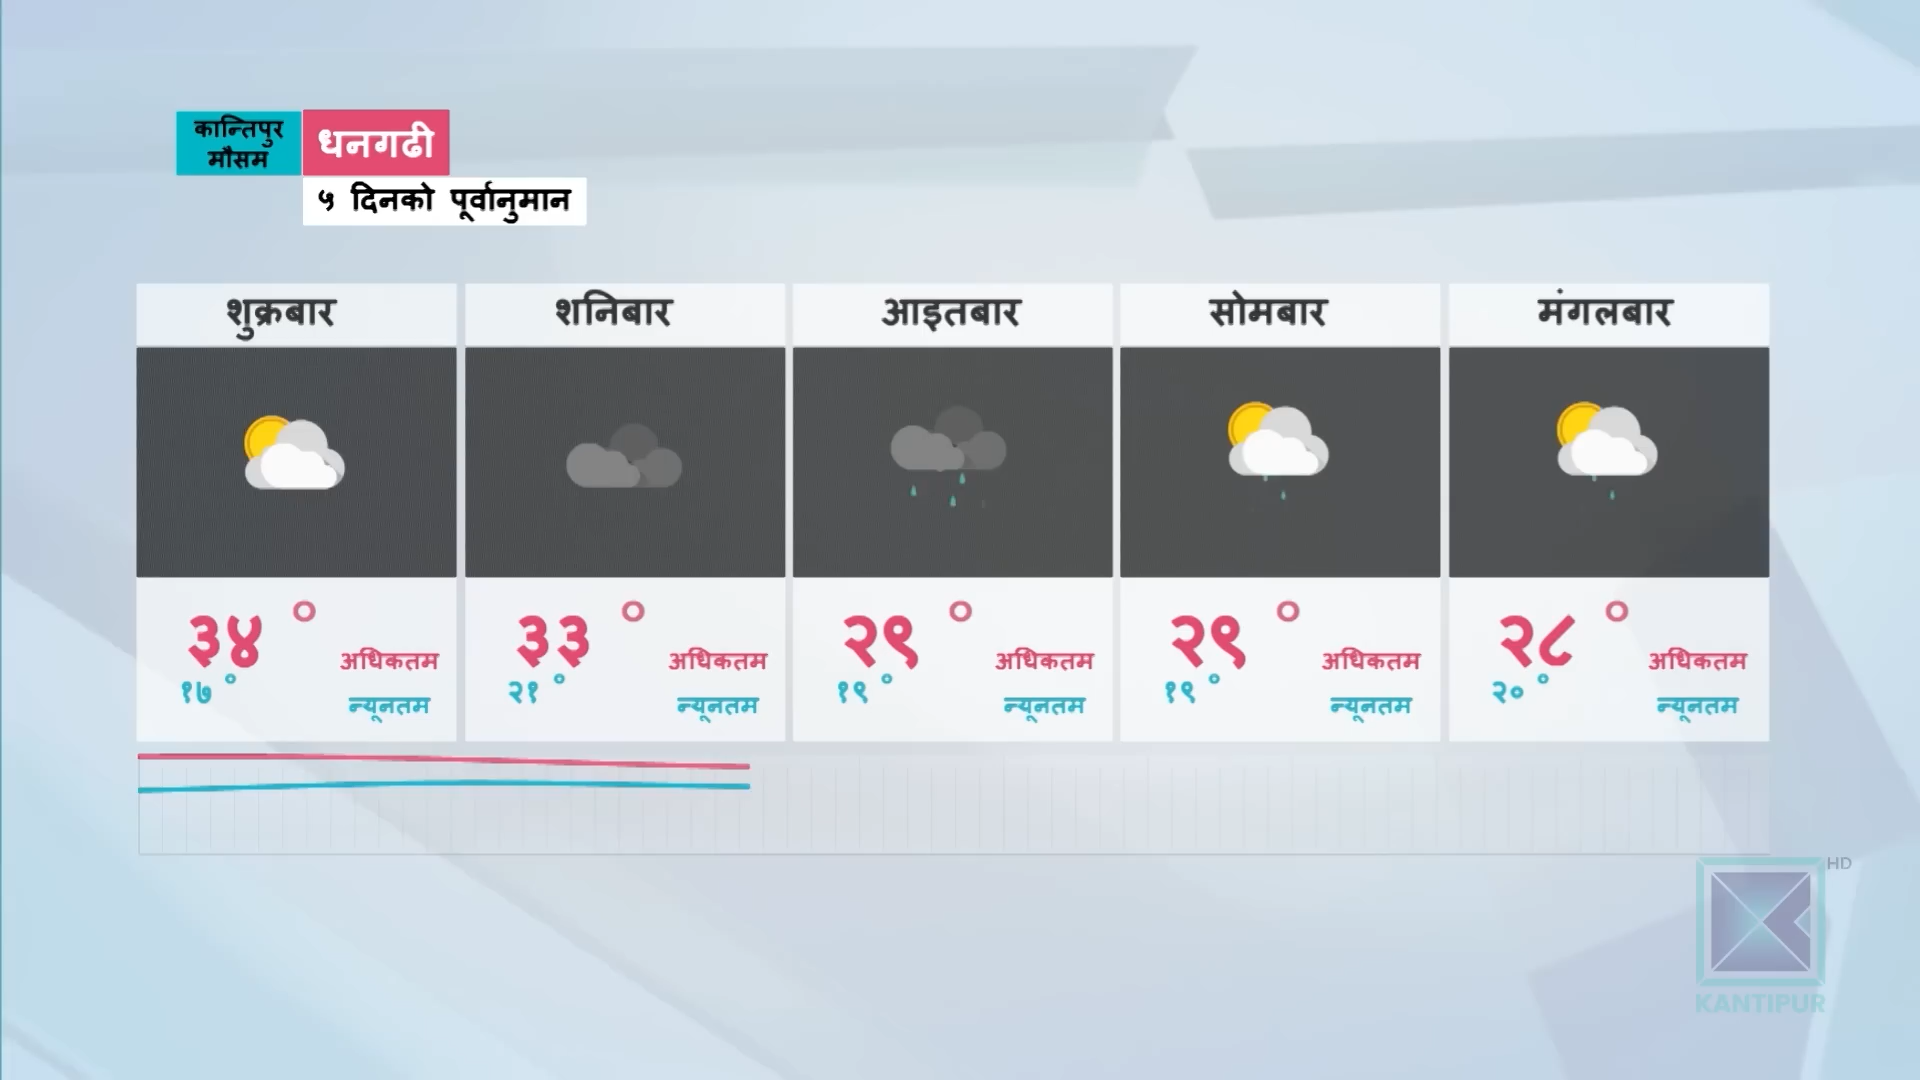 कान्तिपुर
मौसम
धनगढी
५ दिनको पूर्वानुमान
शुक्रबार
शनिबार
आइतबार
सोमबार
मंगलबार
३४°
अधिकतम
१७°
न्यूनतम
३३°
अधिकतम
२१°
न्यूनतम
२९°
अधिकतम
१९°
न्यूनतम
२९°
अधिकतम
१९°
न्यूनतम
२८°
अधिकतम
२०°
न्यूनतम
HD
KANTIPUR